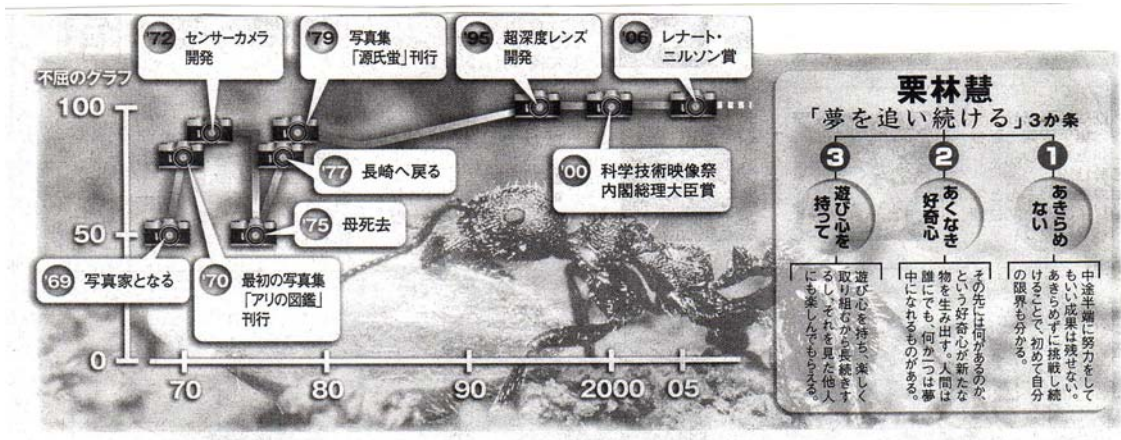 不屈のグラフ
100
50
0
70
80
90
2000
05
'69 写真家となる
'70 最初の写真集
「アリの図鑑」
刊行
'72 センサーカメラ
開発
'75 母死去
'77 長崎へ戻る
'79 写真集
「源氏蛍」刊行
'95 超深度レンズ
開発
'00 科学技術映像祭
内閣総理大臣賞
'06 レナート・
ニルソン賞
栗林慧
「夢を追い続ける」3か条
1
あきらめ
ない
中途半端に努力をして
もいい成果は残せない。
あきらめずに挑戦し続
けることで、初めて自分
の限界も分かる。
2
あくなき
好奇心
その先には何があるのか、
という好奇心が新たな
物を生み出す。人間は
誰にでも、何か一つは夢
中になれるものがある。
3
遊び心を
持って
遊び心を持ち、楽しく
取り組むから長続きす
るし、それを見た他人
にも楽しんでもらえる。